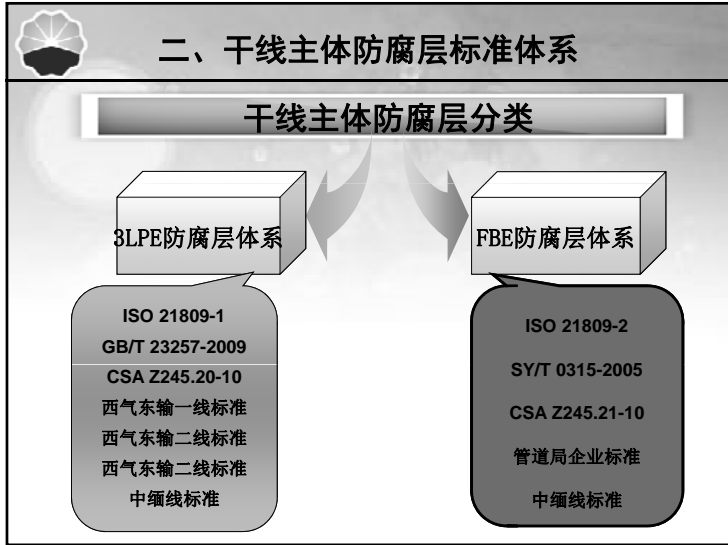 二、干线主体防腐层标准体系
干线主体防腐层分类
3LPE防腐层体系
FBE防腐层体系
ISO 21809-1
GB/T 23257-2009
CSA Z245.20-10
西气东输一线标准
西气东输二线标准
西气东输二线标准
中缅线标准
ISO 21809-2
SY/T 0315-2005
CSA Z245.21-10
管道局企业标准
中缅线标准